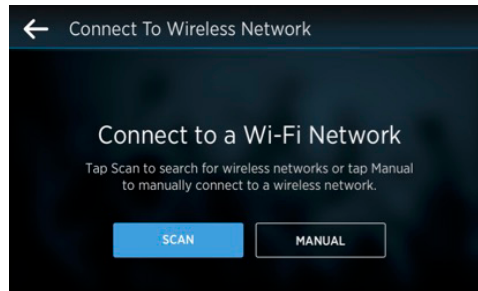 Connect To Wireless Network
Connect to a Wi-Fi Network
Tap Scan to search for wireless networks or tap Manual
to manually connect to a wireless network.
SCAN
MANUAL